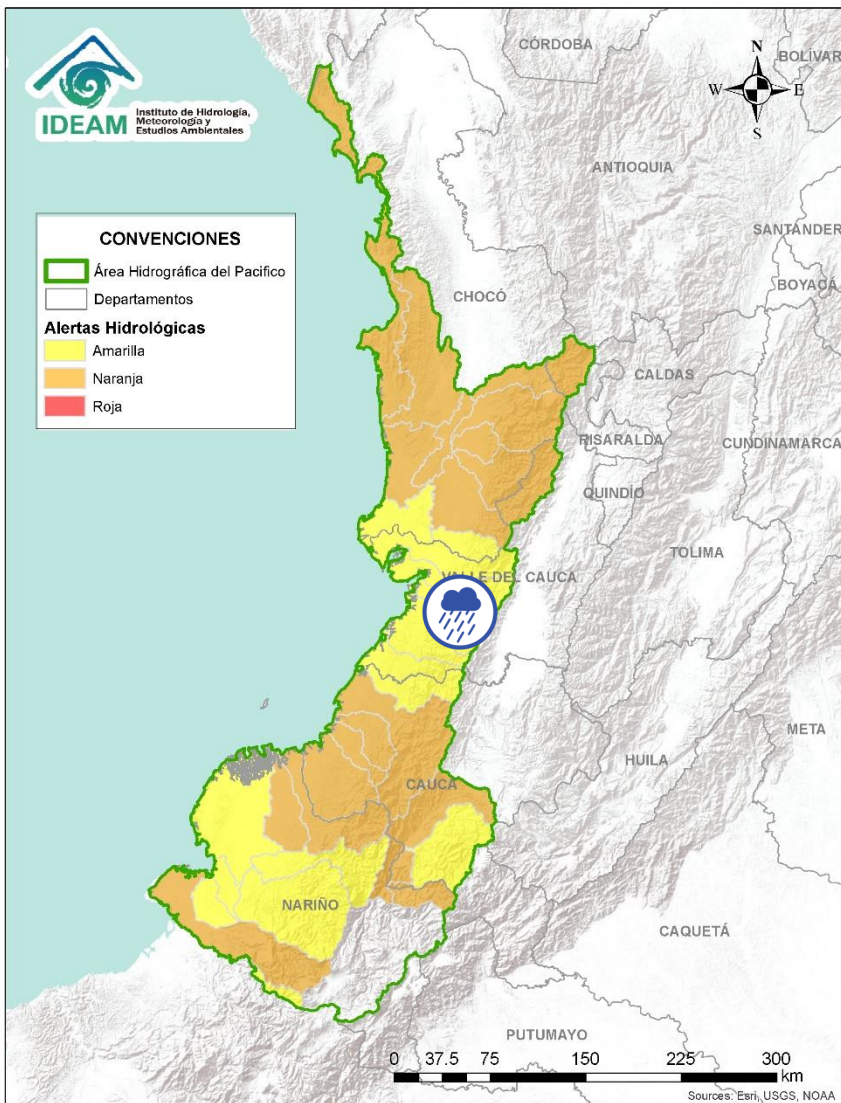 IDEAM
Instituto de Hidrología,
Meteorología y
Estudios Ambientales
CÓRDOBA
BOLÍVAR
N
W
E
S
ANTIOQUIA
SANTANDER
BOYACÁ
CONVENCIONES
Área Hidrográfica del Pacifico
Departamentos
Alertas Hidrológicas
Amarilla
Naranja
Roja
CHOCÓ
CALDAS
RISARALDA
CUNDINAMARCA
QUINDÍO
TOLIMA
VALLE DEL CAUCA
META
HUILA
CAUCA
NARIÑO
CAQUETÁ
PUTUMAYO
0 37.5 75 150 225 300
km
Sources: Esri, USGS, NOAA